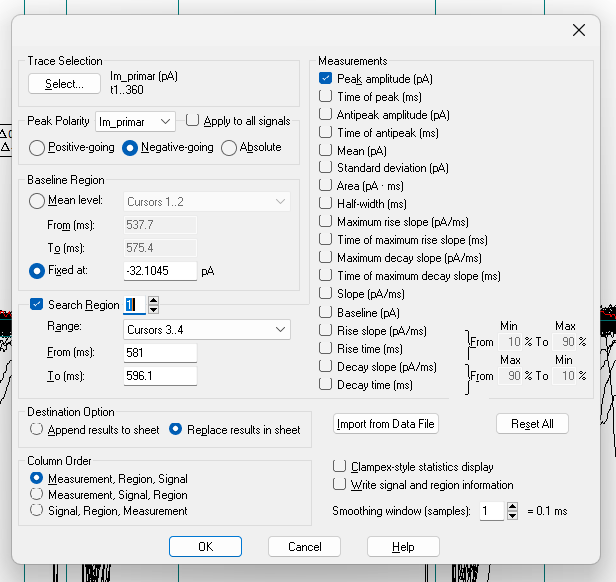 Trace Selection
Select...
Im_primar (pA)
t1..360
Peak Polarity
Im_primar
Apply to all signals
Positive-going
Negative-going
Absolute
Baseline Region
Mean level:
Cursors 1..2
From (ms):
537.7
To (ms):
575.4
Fixed at:
-32.1045
pA
Search Region
1
Range:
Cursors 3..4
From (ms):
581
To (ms):
596.1
Destination Option
Append results to sheet
Replace results in sheet
Column Order
Measurement, Region, Signal
Measurement, Signal, Region
Signal, Region, Measurement
Measurements
Peak amplitude (pA)
Time of peak (ms)
Antipeak amplitude (pA)
Time of antipeak (ms)
Mean (pA)
Standard deviation (pA)
Area (pA · ms)
Half-width (ms)
Maximum rise slope (pA/ms)
Time of maximum rise slope (ms)
Maximum decay slope (pA/ms)
Time of maximum decay slope (ms)
Slope (pA/ms)
Baseline (pA)
Rise slope (pA/ms)
Rise time (ms)
Min Max
From 10 % To 90 %
Decay slope (pA/ms)
Decay time (ms)
Max Min
From 90 % To 10 %
Import from Data File
Reset All
Clampex-style statistics display
Write signal and region information
Smoothing window (samples): 1 = 0.1 ms
OK
Cancel
Help